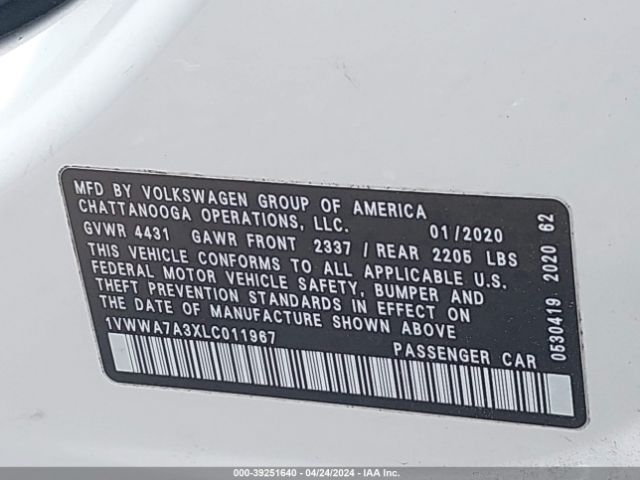 MFD BY VOLKSWAGEN GROUP OF AMERICA
CHATTANOOGA OPERATIONS, LLC. 01/2020
GVWR 4431 GAWR FRONT 2337 / REAR 2205 LBS
THIS VEHICLE CONFORMS TO ALL APPLICABLE U.S.
FEDERAL MOTOR VEHICLE SAFETY, BUMPER AND
THEFT PREVENTION STANDARDS IN EFFECT ON
THE DATE OF MANUFACTURE SHOWN ABOVE
1VWWA7A3XLC011967
PASSENGER CAR
0530419 2020 62
000-39251640 - 04/24/2024 - IAA Inc.